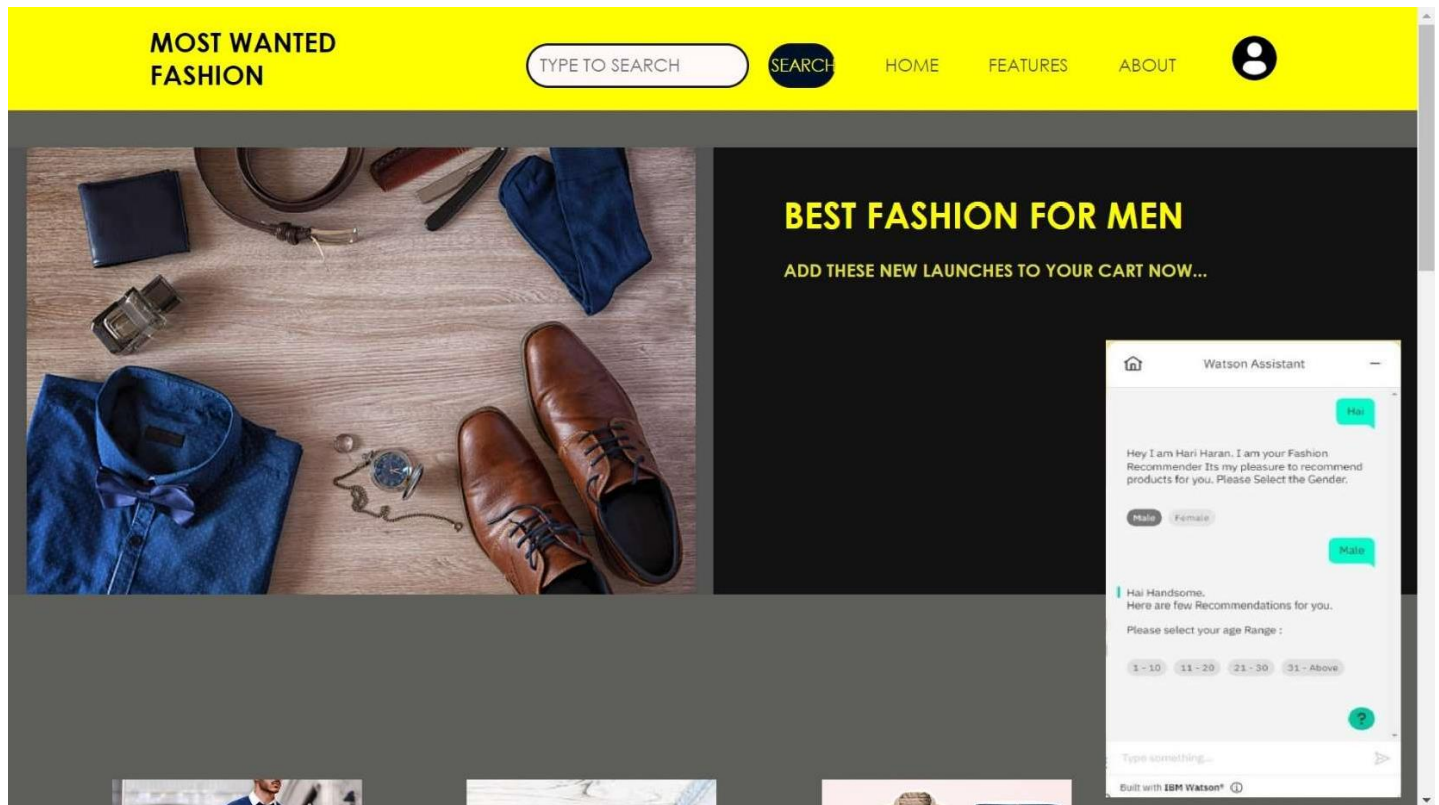 MOST WANTED
FASHION
TYPE TO SEARCH
SEARCH
HOME
FEATURES
ABOUT
BEST FASHION FOR MEN
ADD THESE NEW LAUNCHES TO YOUR CART NOW...
Watson Assistant
Hai
Hey I am Hari Haran. I am your Fashion
Recommender Its my pleasure to recommend
products for you. Please Select the Gender.
Male Female
Male
Hai Handsome.
Here are few Recommendations for you.
Please select your age Range :
1 - 10 11 - 20 21 - 30 31 - Above
?
Type something...
Built with IBM Watson®